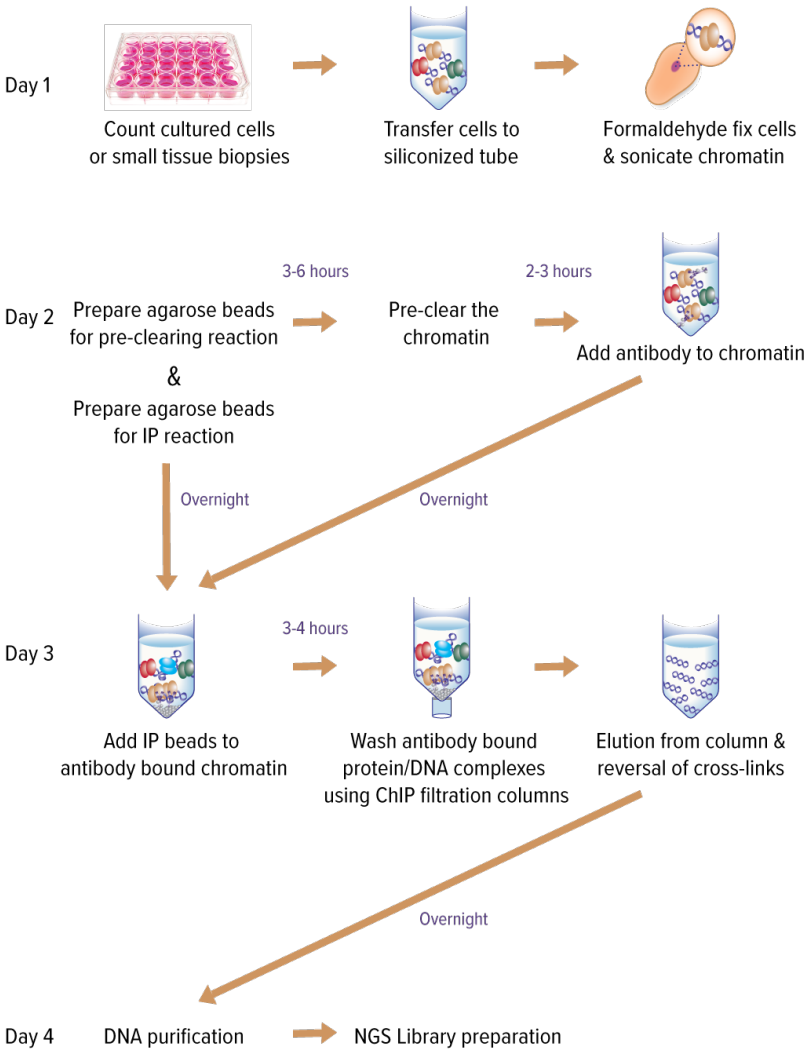 Day 1
Count cultured cells
or small tissue biopsies
Transfer cells to
siliconized tube
Formaldehyde fix cells
& sonicate chromatin
Day 2
Prepare agarose beads
for pre-clearing reaction
&
Prepare agarose beads
for IP reaction
3-6 hours
Pre-clear the
chromatin
2-3 hours
Add antibody to chromatin
Overnight
Overnight
Day 3
Add IP beads to
antibody bound chromatin
3-4 hours
Wash antibody bound
protein/DNA complexes
using ChIP filtration columns
Elution from column &
reversal of cross-links
Overnight
Day 4
DNA purification
NGS Library preparation